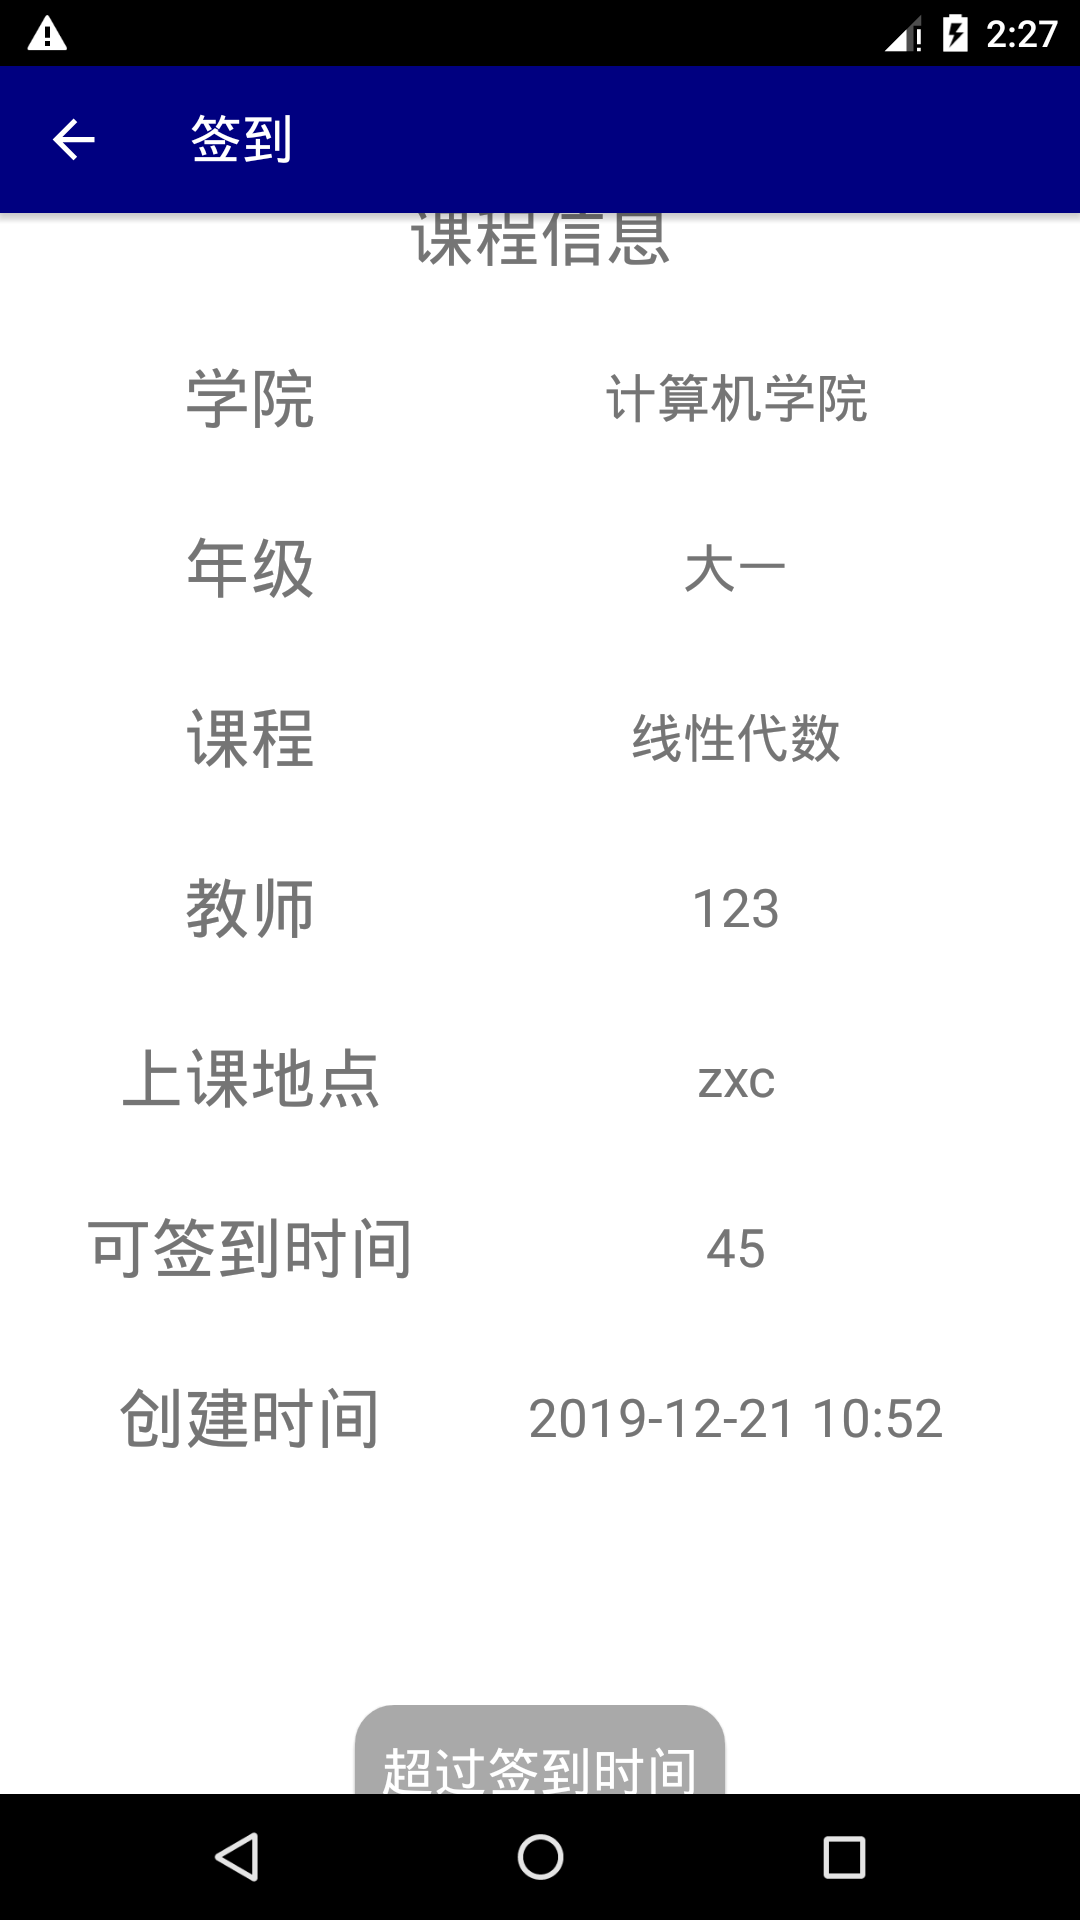 2:27
签到
课程信息
学院 计算机学院
年级 大一
课程 线性代数
教师 123
上课地点 zxc
可签到时间 45
创建时间 2019-12-21 10:52
超过签到时间